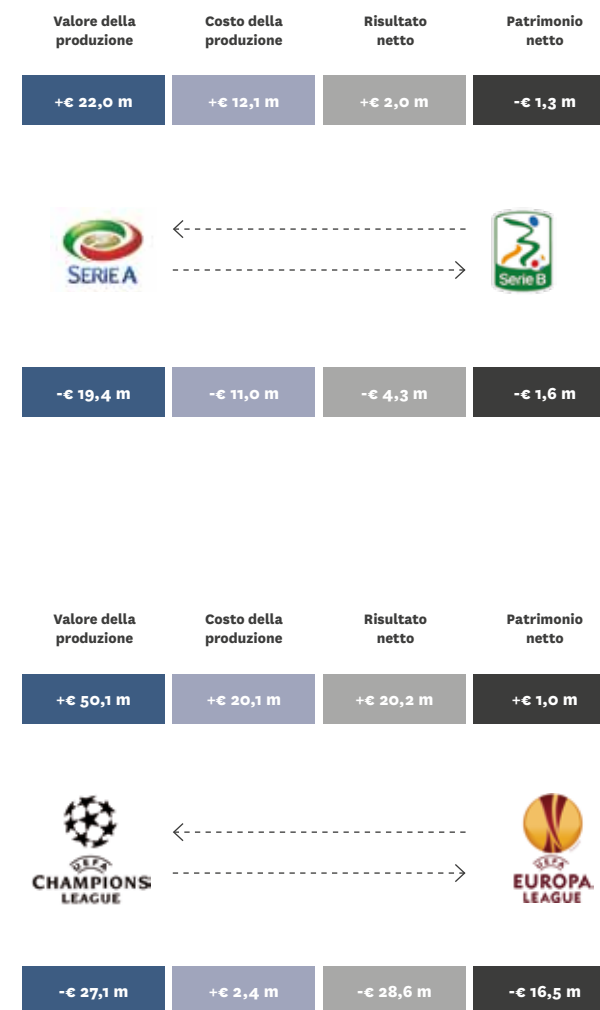 Valore della
produzione
Costo della
produzione
Risultato
netto
Patrimonio
netto
+€ 22,0 m
+€ 12,1 m
+€ 2,0 m
-€ 1,3 m
SERIE A
Serie B
-€ 19,4 m
-€ 11,0 m
-€ 4,3 m
-€ 1,6 m
Valore della
produzione
Costo della
produzione
Risultato
netto
Patrimonio
netto
+€ 50,1 m
+€ 20,1 m
+€ 20,2 m
+€ 1,0 m
UEFA
CHAMPIONS
LEAGUE
UEFA
EUROPA
LEAGUE
-€ 27,1 m
+€ 2,4 m
-€ 28,6 m
-€ 16,5 m